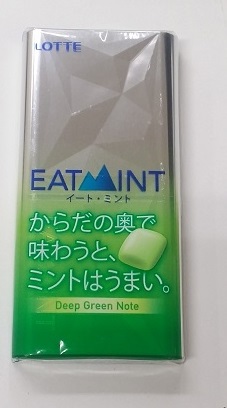 LOTTE
EATMINT
イート・ミント
からだの奥で
味わうと、
ミントはうまい。
Deep Green Note